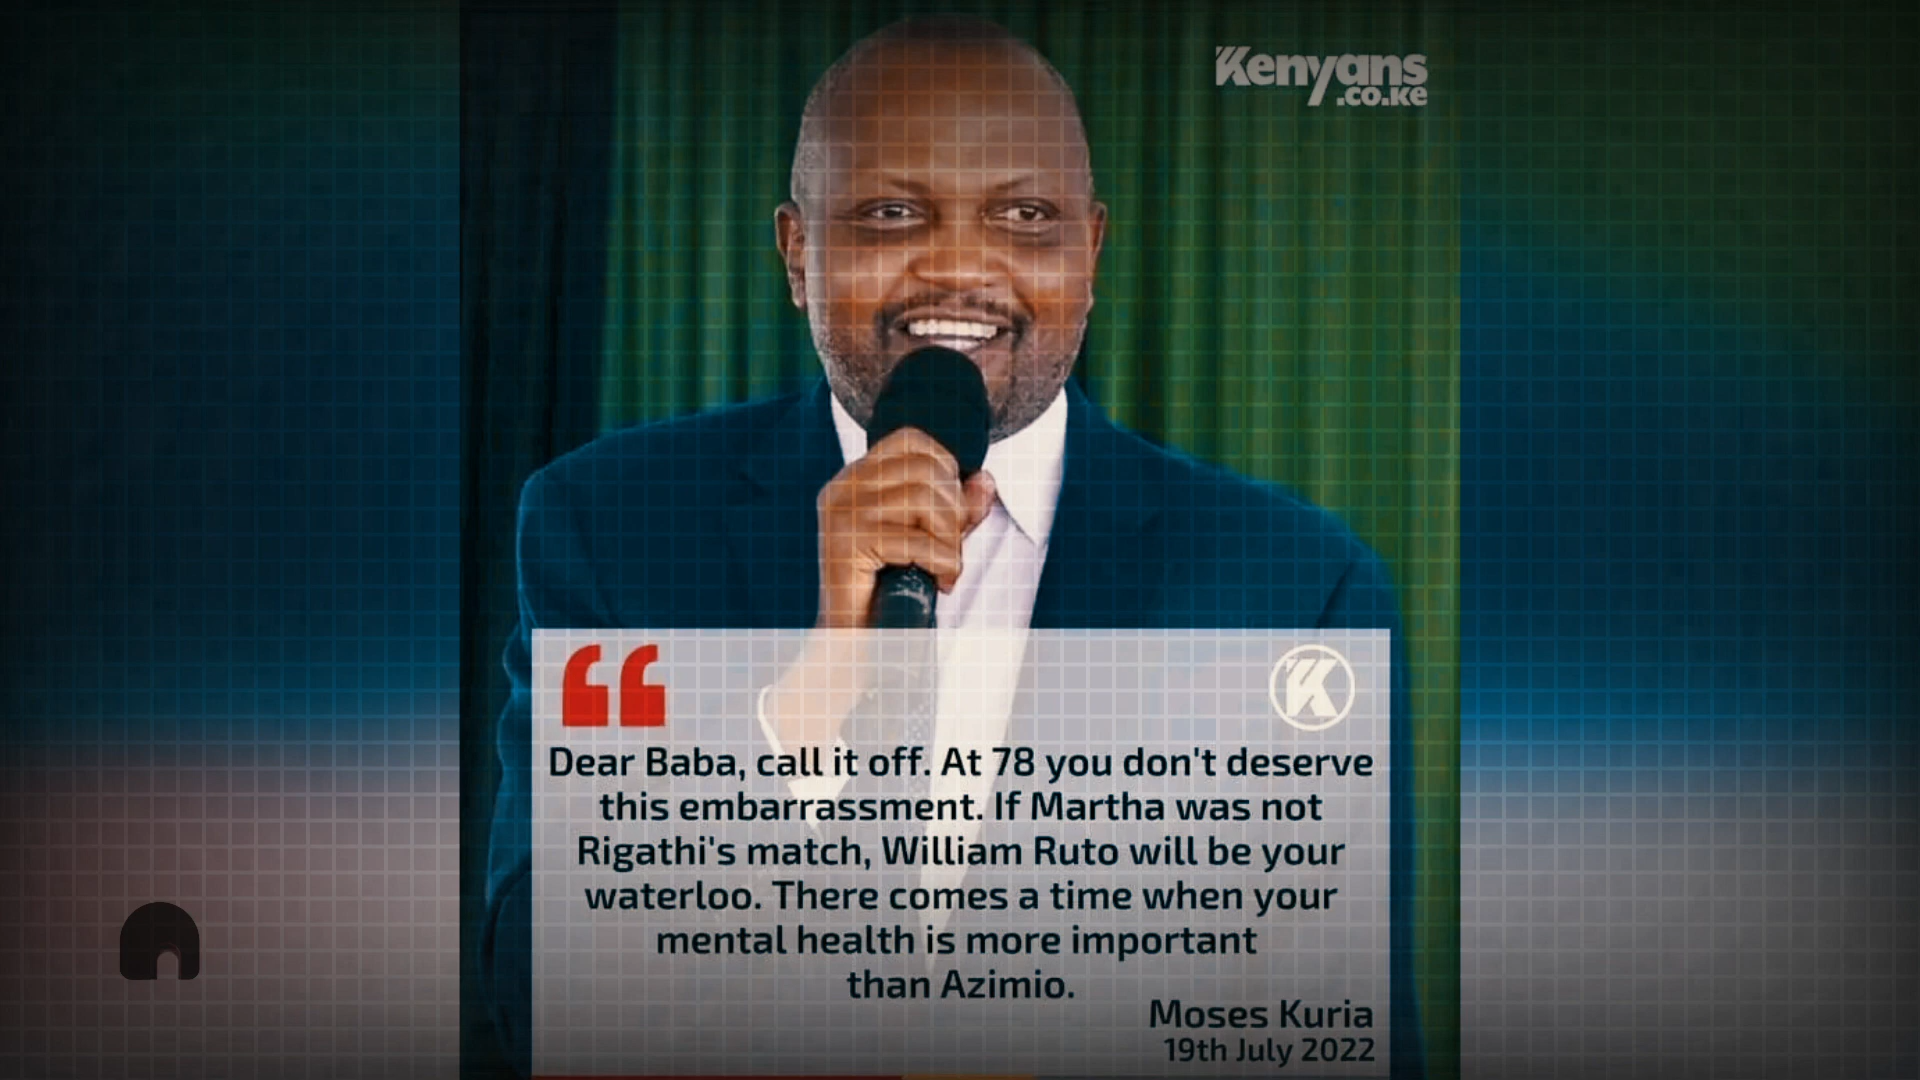 Kenyans
.co.ke
Dear Baba, call it off. At 78 you don't deserve
this embarrassment. If Martha was not
Rigathi's match, William Ruto will be your
waterloo. There comes a time when your
mental health is more important
than Azimio.
Moses Kuria
19th July 2022